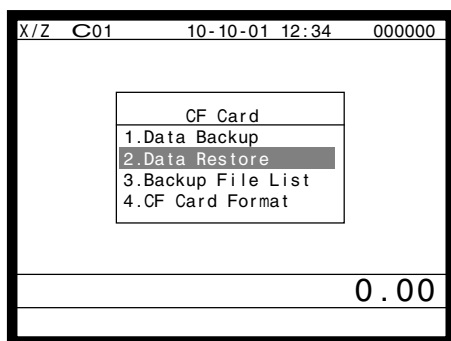 X/Z C01 10-10-01 12:34 000000
CF Card
1.Data Backup
2.Data Restore
3.Backup File List
4.CF Card Format
0.00